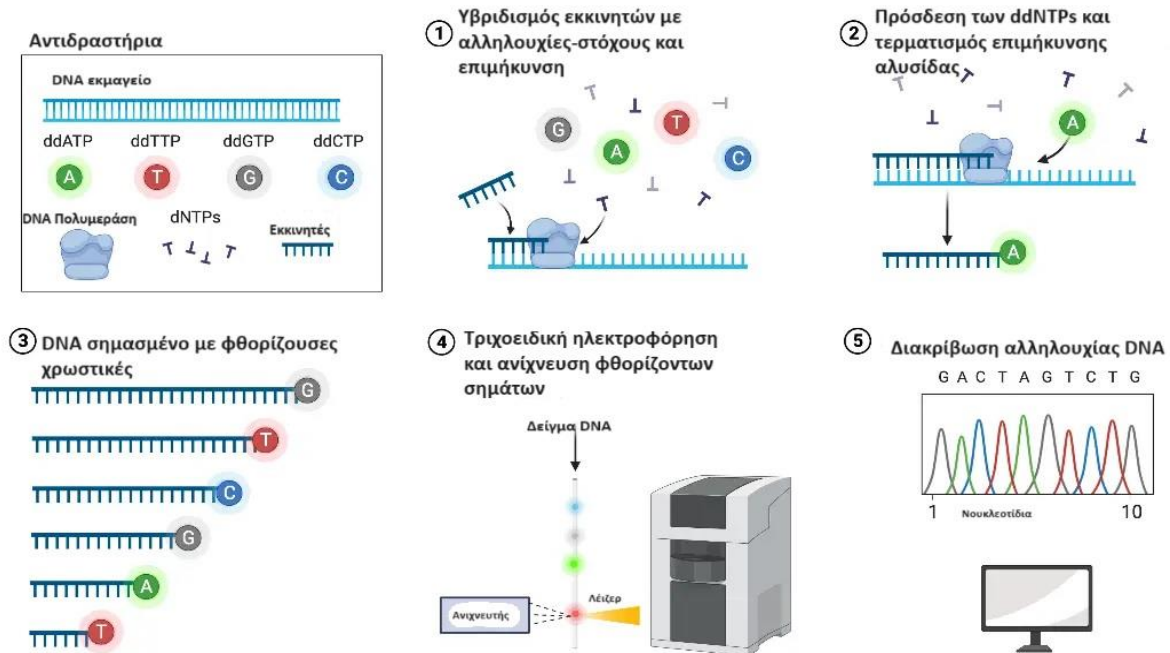 Αντιδραστήρια
DNA εκμαγείο
ddATP ddTTP ddGTP ddCTP
A T G C
DNA Πολυμεράση
dNTPs
Εκκινητές
1 Υβριδισμός εκκινητών με
αλληλουχίες-στόχους και
επιμήκυνση
G A T C
2 Πρόσδεση των ddNTPs και
τερματισμός επιμήκυνσης
αλυσίδας
A
A
3 DNA σημασμένο με φθορίζουσες
χρωστικές
G
T
C
G
A
T
4 Τριχοειδική ηλεκτροφόρηση
και ανίχνευση φθορίζοντων
σημάτων
Δείγμα DNA
Λέιζερ
Ανιχνευτής
5 Διακρίβωση αλληλουχίας DNA
G A C T A G T C T G
1 Νουκλεοτίδια 10